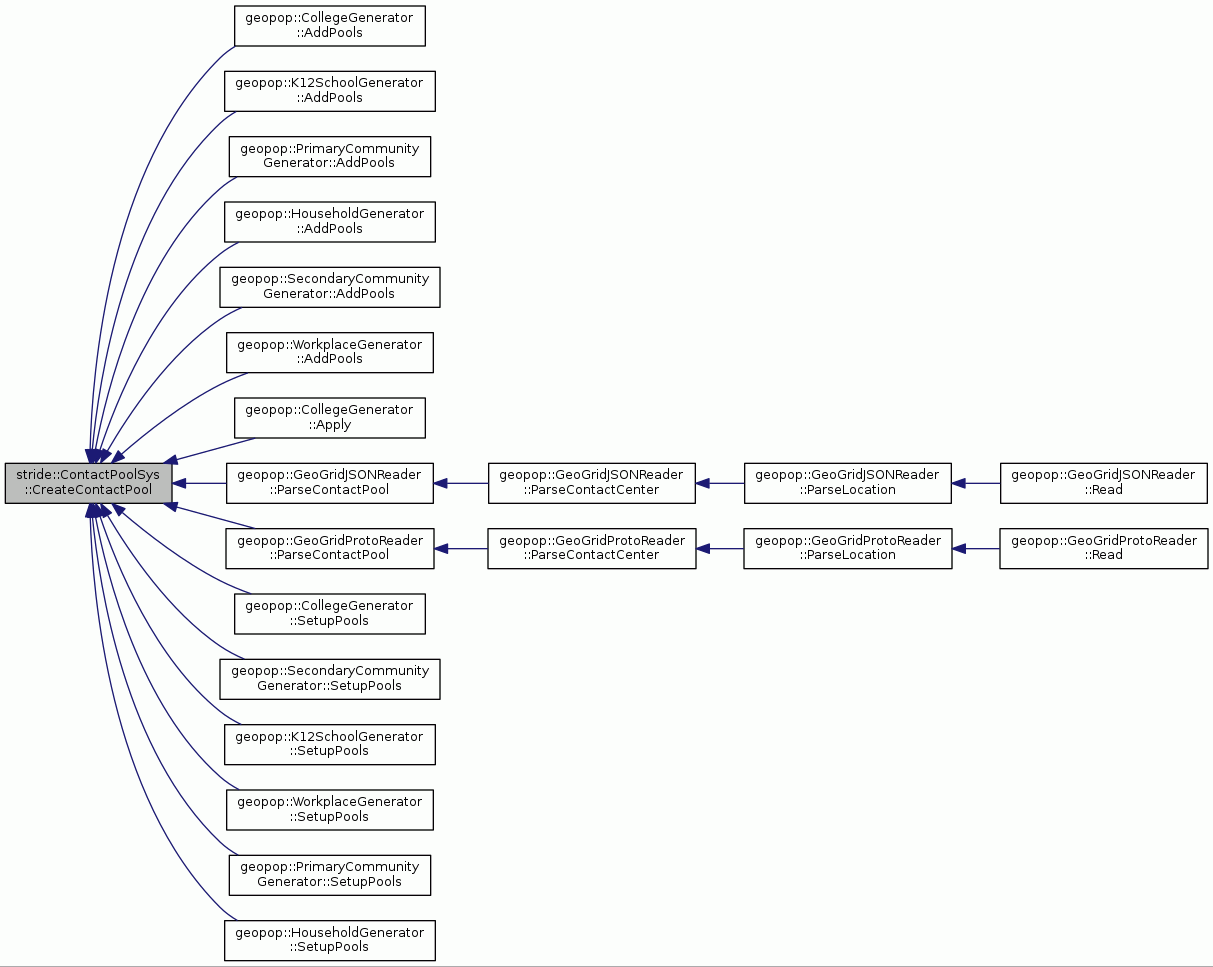 geopop::CollegeGenerator
::AddPools
geopop::K12SchoolGenerator
::AddPools
geopop::PrimaryCommunity
Generator::AddPools
geopop::HouseholdGenerator
::AddPools
geopop::SecondaryCommunity
Generator::AddPools
geopop::WorkplaceGenerator
::AddPools
geopop::CollegeGenerator
::Apply
stride::ContactPoolSys
::CreateContactPool
geopop::GeoGridJSONReader
::ParseContactPool
geopop::GeoGridJSONReader
::ParseContactCenter
geopop::GeoGridJSONReader
::ParseLocation
geopop::GeoGridJSONReader
::Read
geopop::GeoGridProtoReader
::ParseContactPool
geopop::GeoGridProtoReader
::ParseContactCenter
geopop::GeoGridProtoReader
::ParseLocation
geopop::GeoGridProtoReader
::Read
geopop::CollegeGenerator
::SetupPools
geopop::SecondaryCommunity
Generator::SetupPools
geopop::K12SchoolGenerator
::SetupPools
geopop::WorkplaceGenerator
::SetupPools
geopop::PrimaryCommunity
Generator::SetupPools
geopop::HouseholdGenerator
::SetupPools